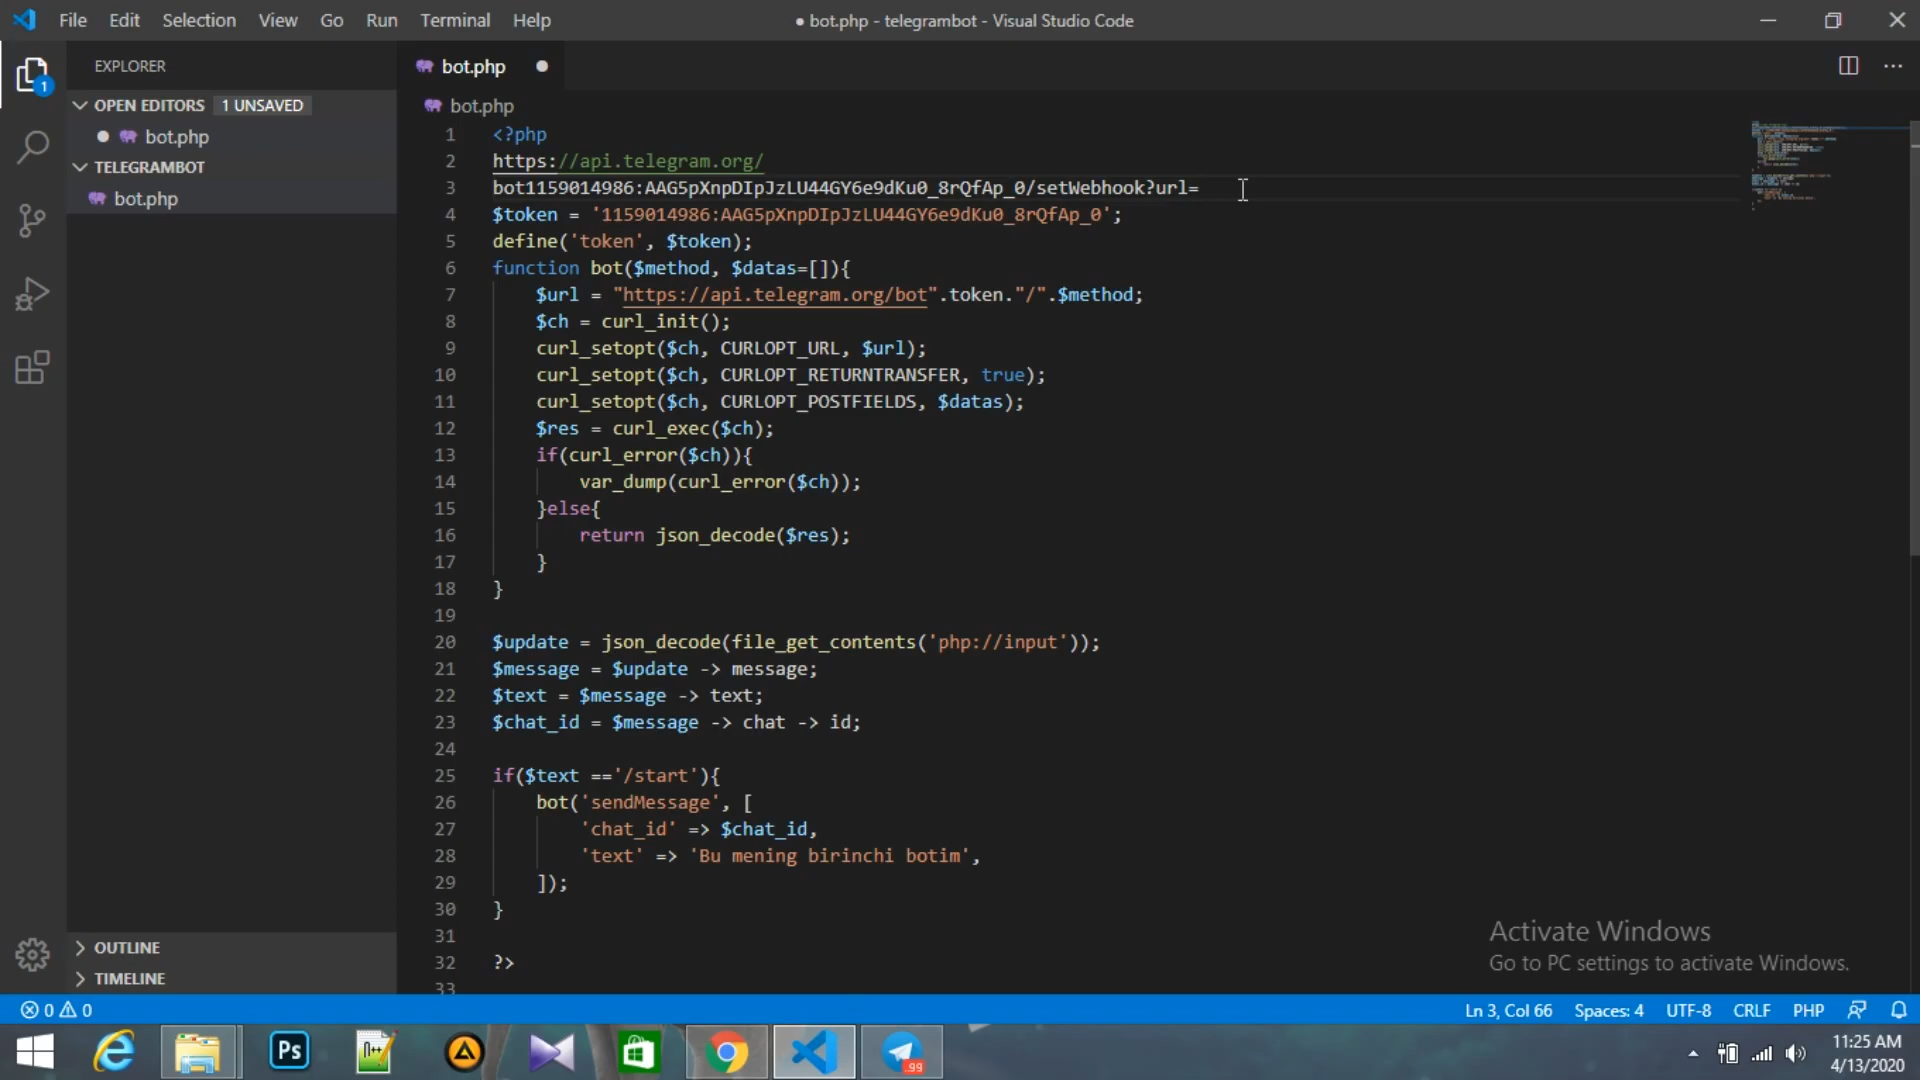 File Edit Selection View Go Run Terminal Help
● bot.php - telegrambot - Visual Studio Code
EXPLORER
OPEN EDITORS 1 UNSAVED
bot.php
TELEGRAMBOT
bot.php
OUTLINE
TIMELINE
1
bot.php
bot.php
1 <?php
2 https://api.telegram.org/
3 bot1159014986:AAG5pXnpDIpJzLU44GY6e9dKu0_8rQfAp_0/setWebhook?url=
4 $token = '1159014986:AAG5pXnpDIpJzLU44GY6e9dKu0_8rQfAp_0';
5 define('token', $token);
6 function bot($method, $datas=[]){
7 $url = "https://api.telegram.org/bot".token."/".$method;
8 $ch = curl_init();
9 curl_setopt($ch, CURLOPT_URL, $url);
10 curl_setopt($ch, CURLOPT_RETURNTRANSFER, true);
11 curl_setopt($ch, CURLOPT_POSTFIELDS, $datas);
12 $res = curl_exec($ch);
13 if(curl_error($ch)){
14 var_dump(curl_error($ch));
15 }else{
16 return json_decode($res);
17 }
18 }
19
20 $update = json_decode(file_get_contents('php://input'));
21 $message = $update -> message;
22 $text = $message -> text;
23 $chat_id = $message -> chat -> id;
24
25 if($text =='/start'){
26 bot('sendMessage', [
27 'chat_id' => $chat_id,
28 'text' => 'Bu mening birinchi botim',
29 ]);
30 }
31
32 ?>
33
Activate Windows
Go to PC settings to activate Windows.
0 0
Ln 3, Col 66 Spaces: 4 UTF-8 CRLF PHP
Ps
.99
11:25 AM
4/13/2020